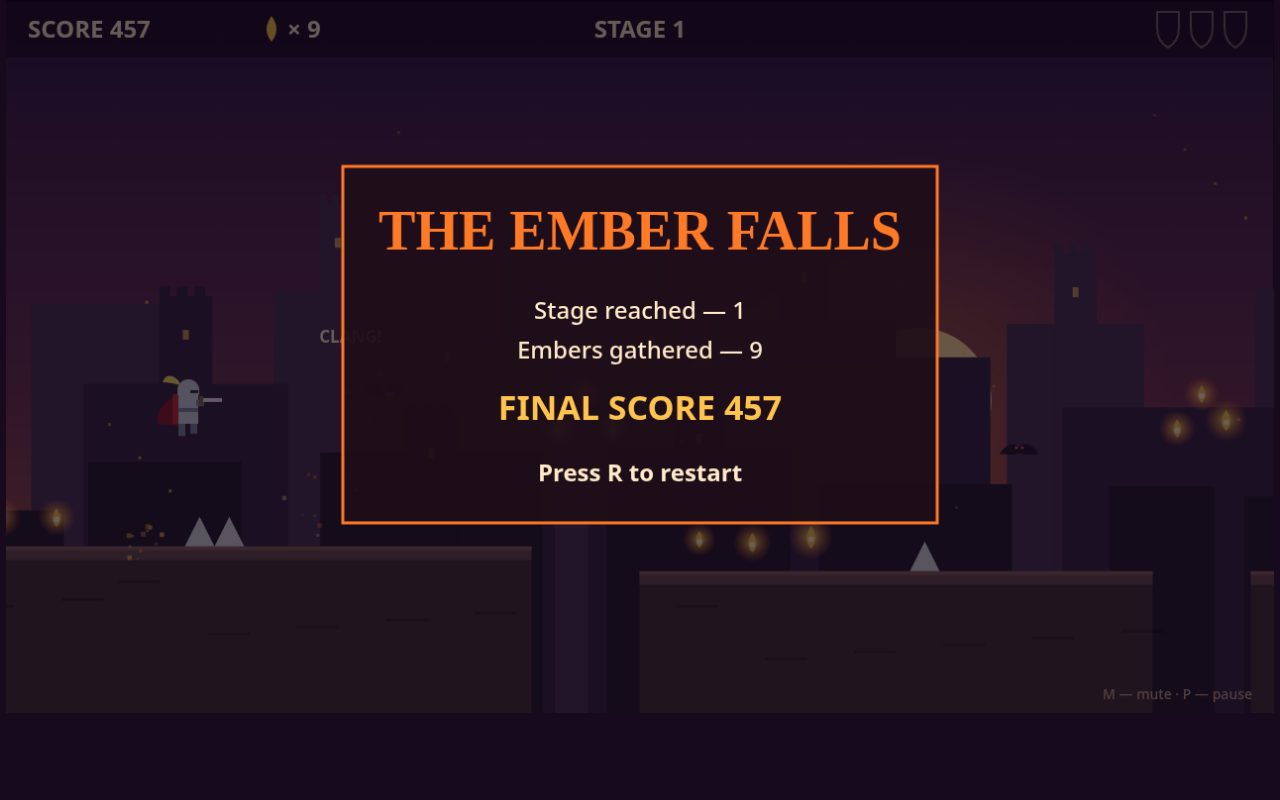 SCORE 457
× 9
STAGE 1
THE EMBER FALLS
CLANG!
Stage reached — 1
Embers gathered — 9
FINAL SCORE 457
Press R to restart
M — mute · P — pause